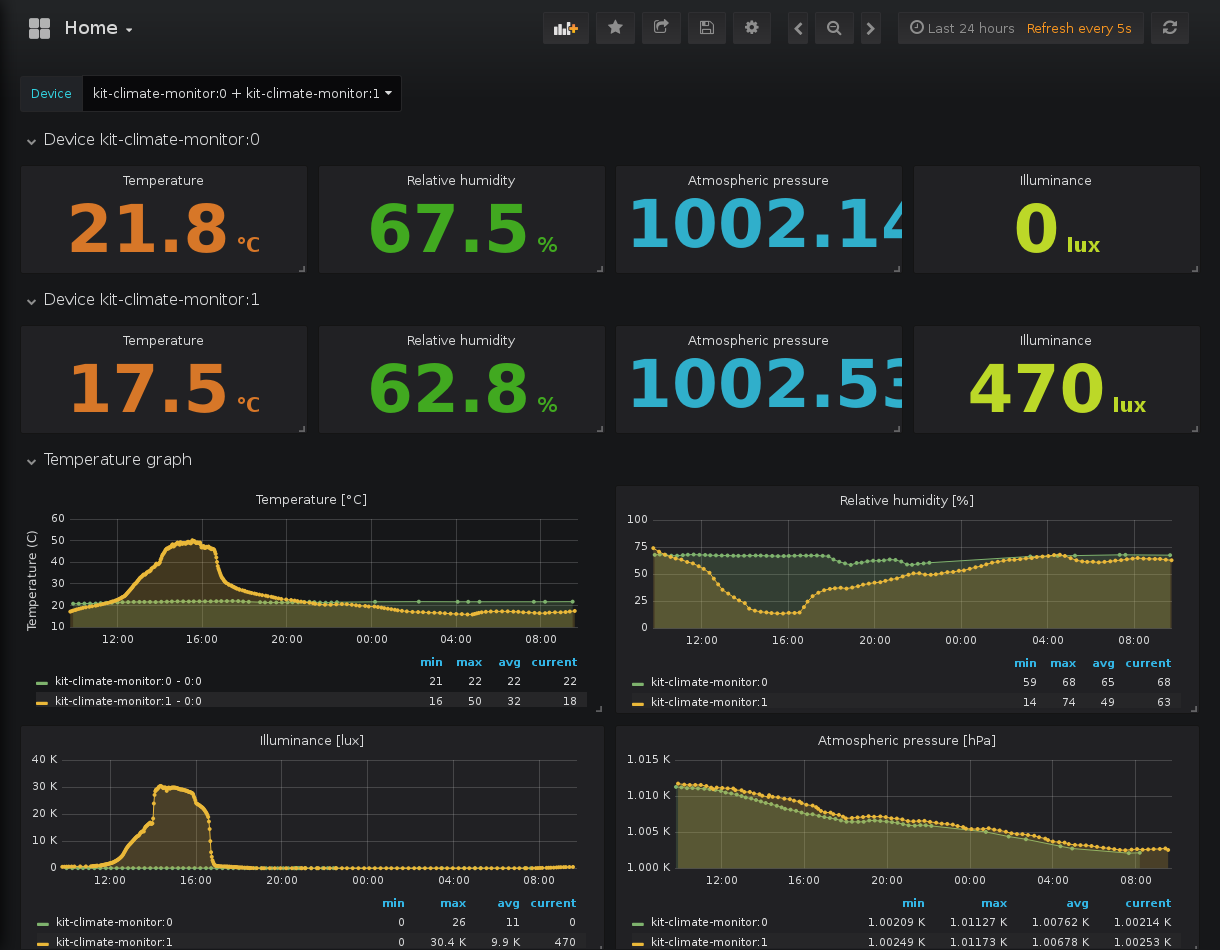 Home
Last 24 hours Refresh every 5s
Device kit-climate-monitor:0 + kit-climate-monitor:1
Device kit-climate-monitor:0
Temperature Relative humidity Atmospheric pressure Illuminance
21.8 °C 67.5 % 1002.14 0 lux
Device kit-climate-monitor:1
Temperature Relative humidity Atmospheric pressure Illuminance
17.5 °C 62.8 % 1002.53 470 lux
Temperature graph
Temperature [°C]
Temperature (C)
60
50
40
30
20
10
12:00 16:00 20:00 00:00 04:00 08:00
min max avg current
kit-climate-monitor:0 - 0:0 21 22 22 22
kit-climate-monitor:1 - 0:0 16 50 32 18
Relative humidity [%]
100
75
50
25
0
12:00 16:00 20:00 00:00 04:00 08:00
min max avg current
kit-climate-monitor:0 59 68 65 68
kit-climate-monitor:1 14 74 49 63
Illuminance [lux]
40 K
30 K
20 K
10 K
0
12:00 16:00 20:00 00:00 04:00 08:00
min max avg current
kit-climate-monitor:0 0 26 11 0
kit-climate-monitor:1 0 30.4 K 9.9 K 470
Atmospheric pressure [hPa]
1.015 K
1.010 K
1.005 K
1.000 K
12:00 16:00 20:00 00:00 04:00 08:00
min max avg current
kit-climate-monitor:0 1.00209 K 1.01127 K 1.00762 K 1.00214 K
kit-climate-monitor:1 1.00249 K 1.01173 K 1.00678 K 1.00253 K